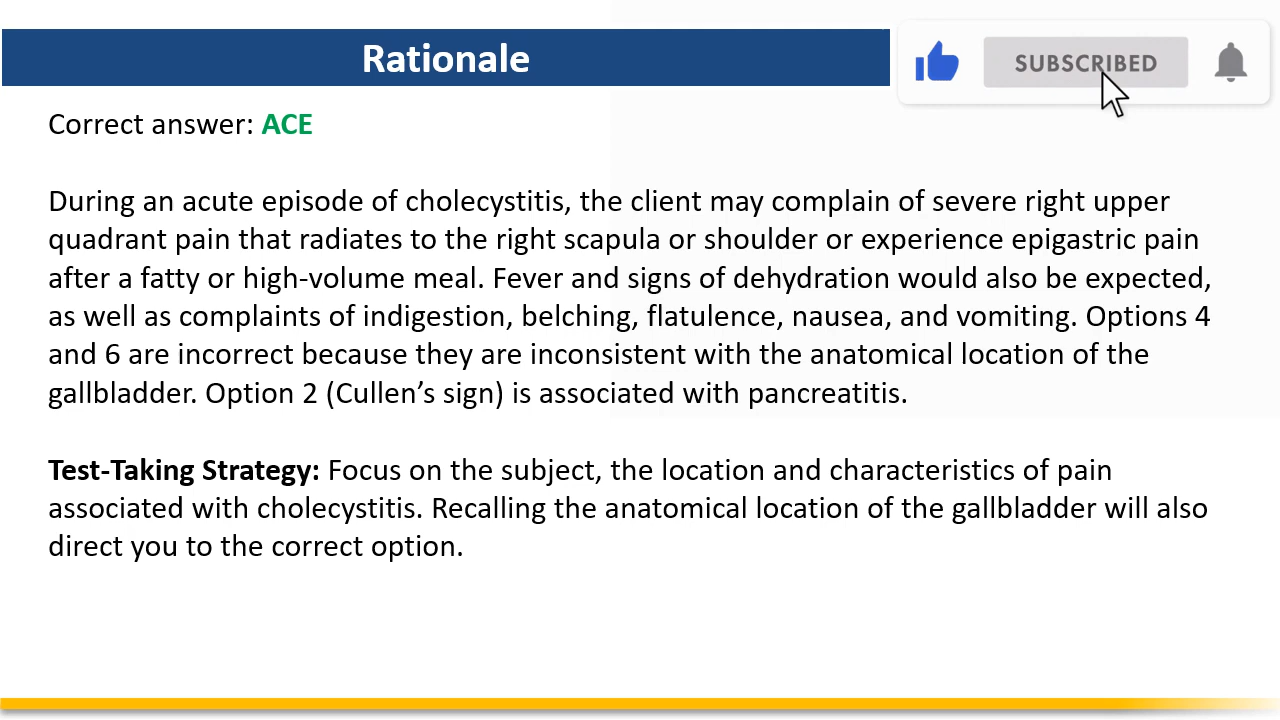 Rationale
SUBSCRIBED
Correct answer: ACE
During an acute episode of cholecystitis, the client may complain of severe right upper
quadrant pain that radiates to the right scapula or shoulder or experience epigastric pain
after a fatty or high-volume meal. Fever and signs of dehydration would also be expected,
as well as complaints of indigestion, belching, flatulence, nausea, and vomiting. Options 4
and 6 are incorrect because they are inconsistent with the anatomical location of the
gallbladder. Option 2 (Cullen’s sign) is associated with pancreatitis.
Test-Taking Strategy: Focus on the subject, the location and characteristics of pain
associated with cholecystitis. Recalling the anatomical location of the gallbladder will also
direct you to the correct option.